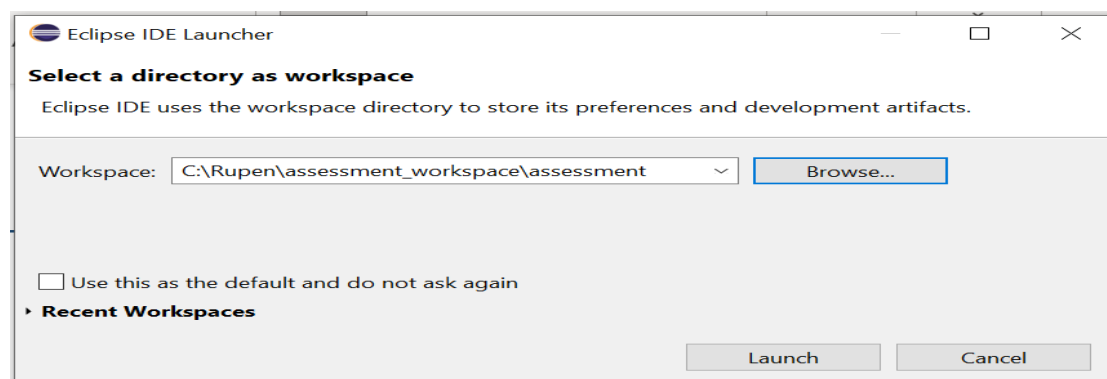 Eclipse IDE Launcher
Select a directory as workspace
Eclipse IDE uses the workspace directory to store its preferences and development artifacts.
Workspace: C:\Rupen\assessment_workspace\assessment Browse...
Use this as the default and do not ask again
Recent Workspaces
Launch Cancel